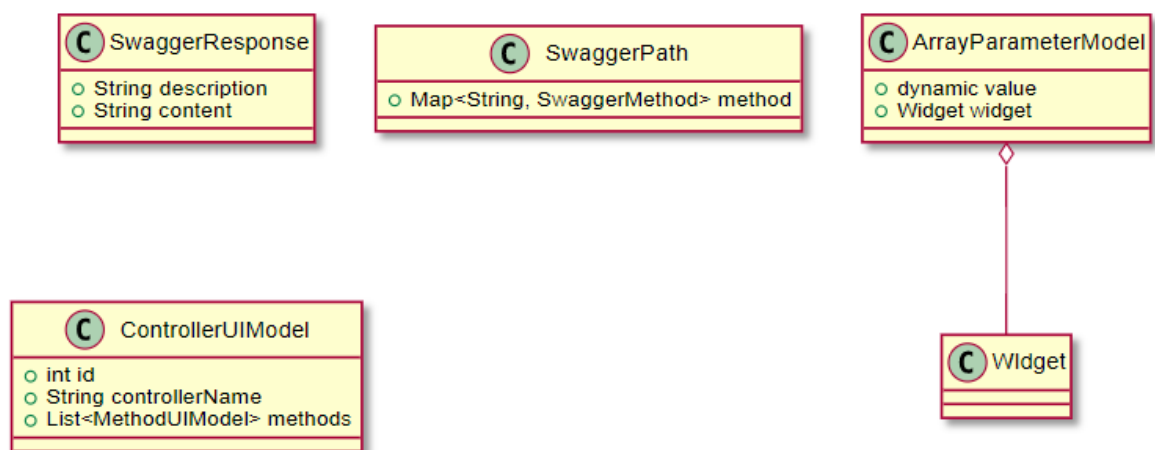 C SwaggerResponse
String description
String content
C SwaggerPath
Map<String, SwaggerMethod> method
C ArrayParameterModel
dynamic value
Widget widget
C ControllerUIModel
int id
String controllerName
List<MethodUIModel> methods
C WIdget